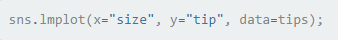 sns.lmplot(x="size", y="tip", data=tips);